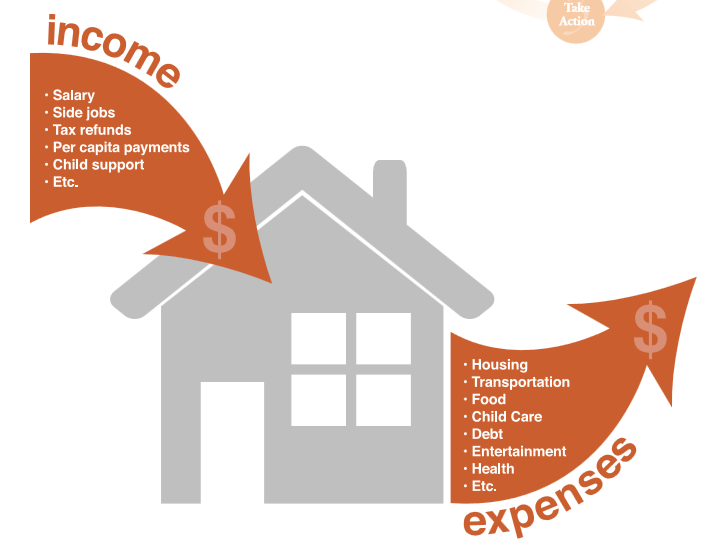 Take
Action
income
· Salary
· Side jobs
· Tax refunds
· Per capita payments
· Child support
· Etc.
$
$
· Housing
· Transportation
· Food
· Child Care
· Debt
· Entertainment
· Health
· Etc.
expenses